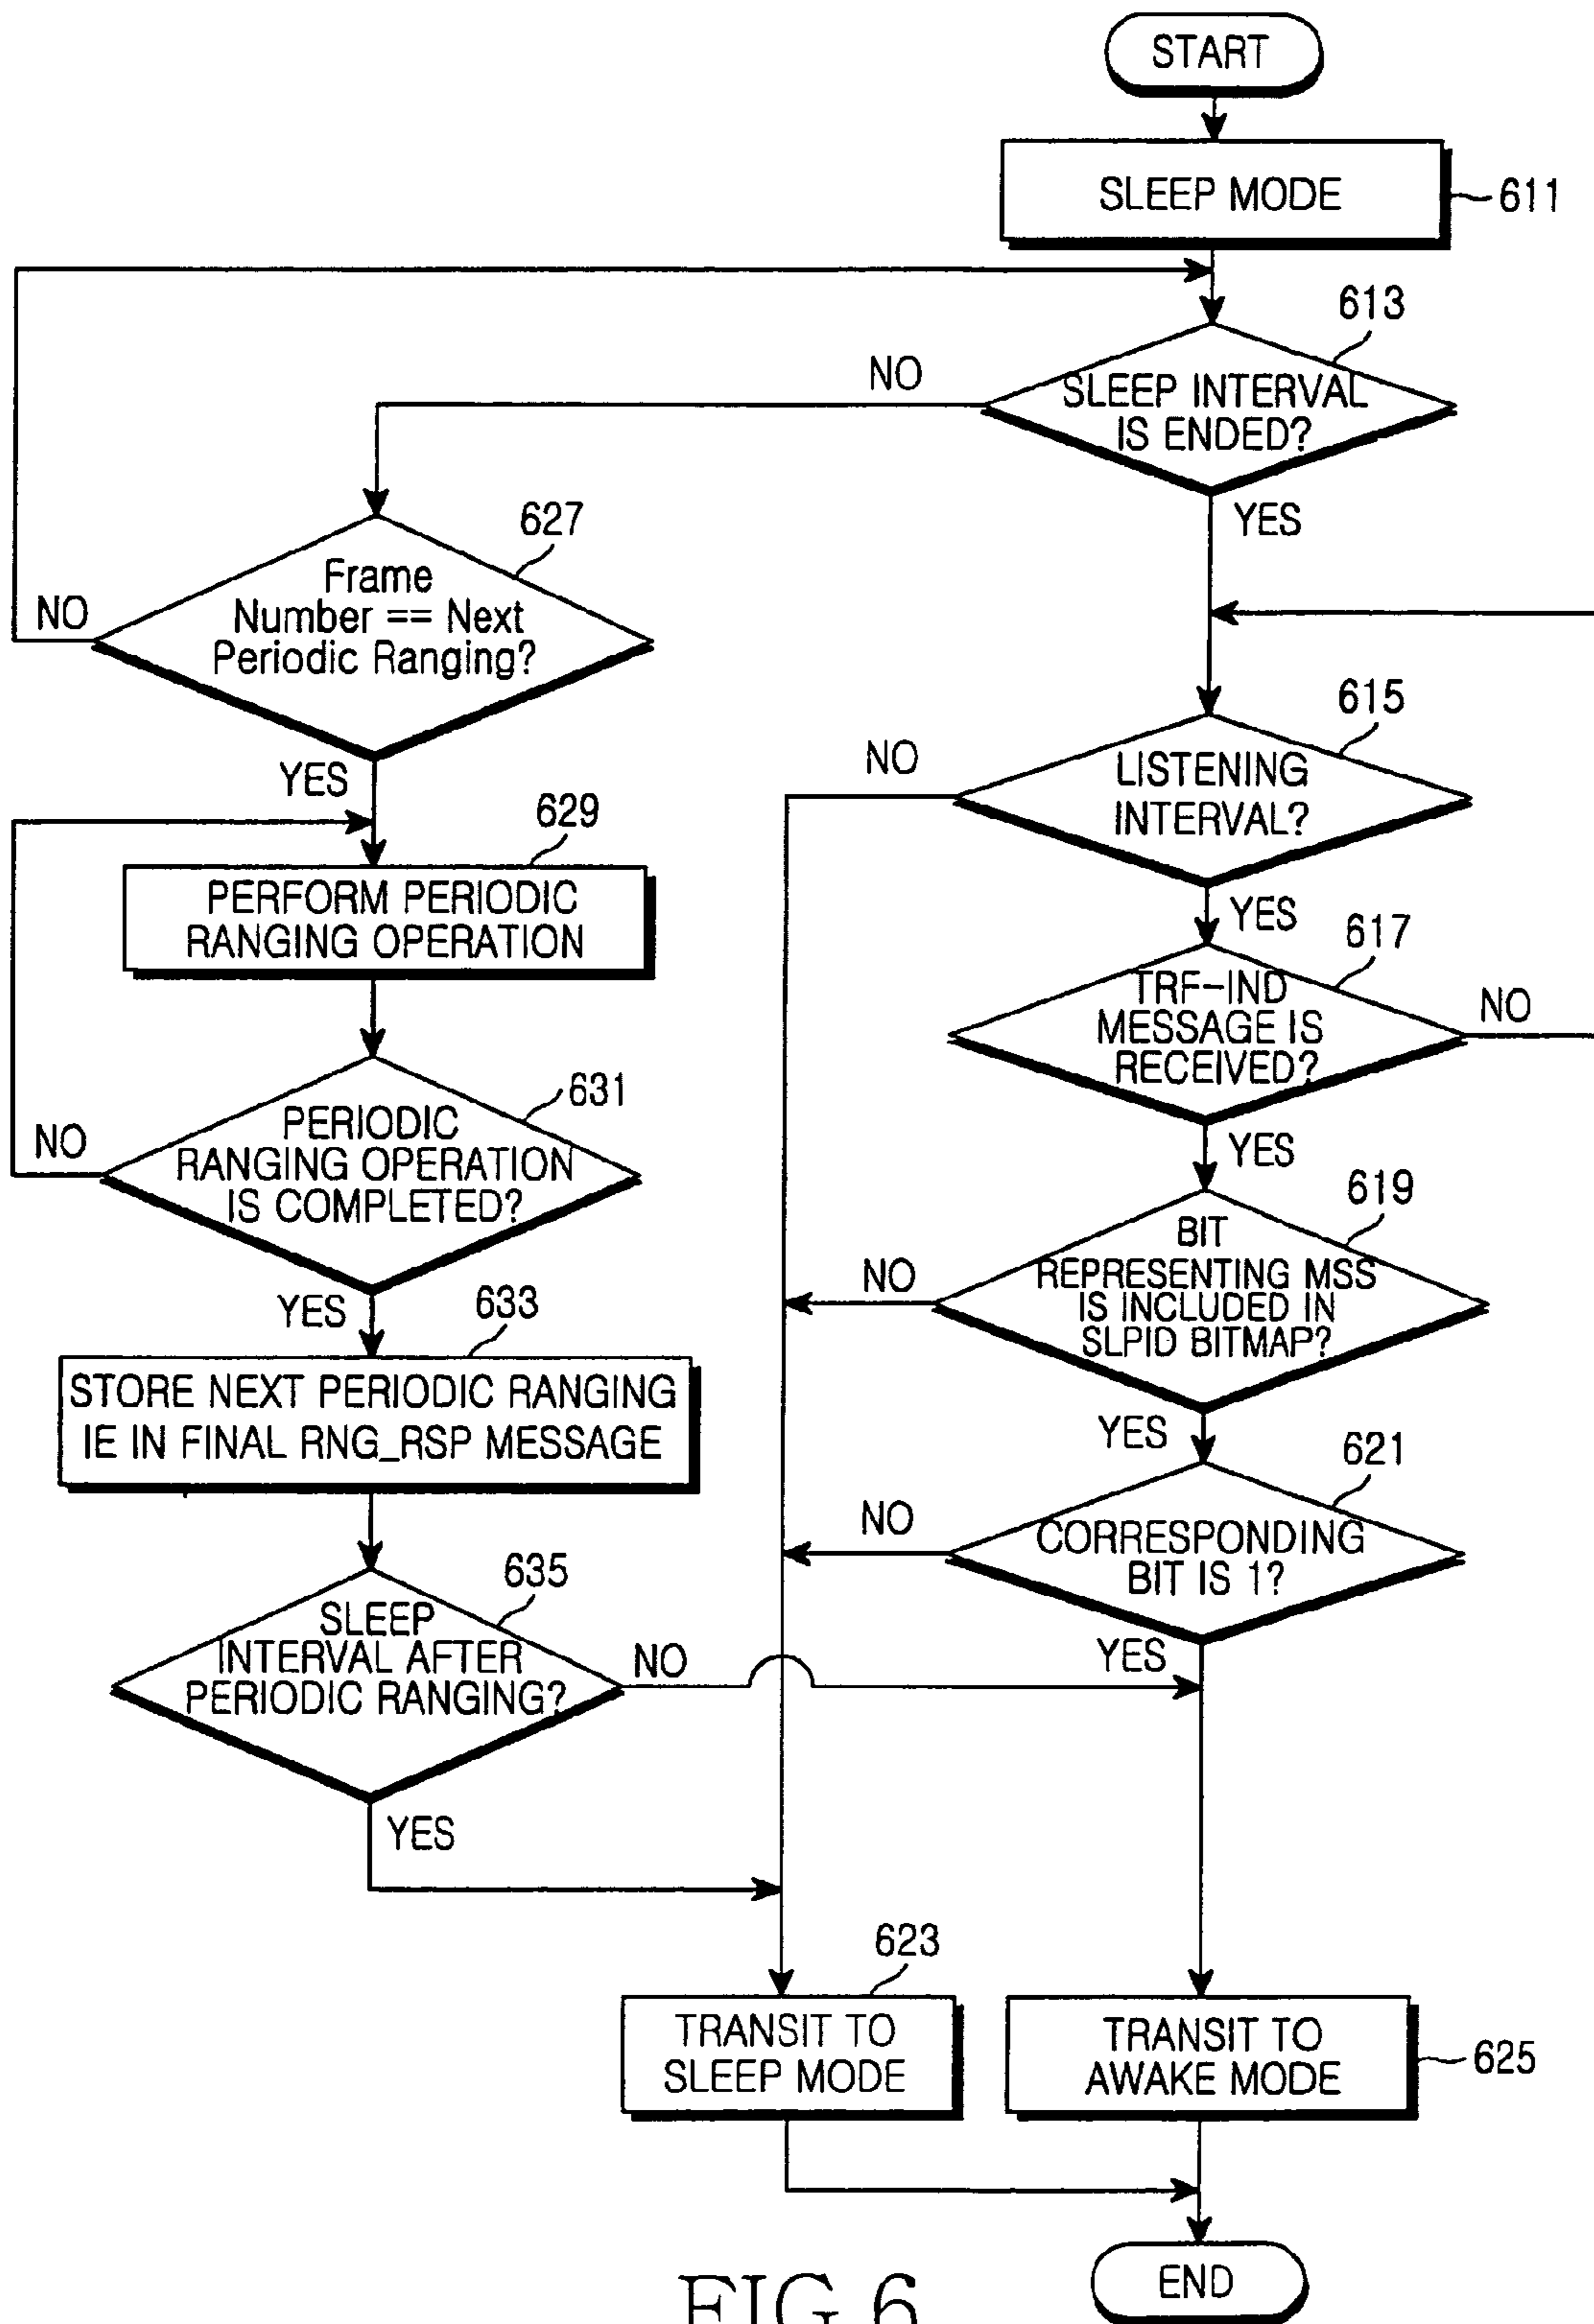 START
SLEEP MODE
611
613
NO
SLEEP INTERVAL
IS ENDED?
YES
627
Frame
Number == Next
Periodic Ranging?
NO
YES
615
NO
LISTENING
INTERVAL?
YES
629
PERFORM PERIODIC
RANGING OPERATION
617
TRF-IND
MESSAGE IS
RECEIVED?
NO
YES
631
PERIODIC
RANGING OPERATION
IS COMPLETED?
NO
YES
619
BIT
REPRESENTING MSS
IS INCLUDED IN
SLPID BITMAP?
NO
YES
633
STORE NEXT PERIODIC RANGING
IE IN FINAL RNG_RSP MESSAGE
621
CORRESPONDING
BIT IS 1?
NO
YES
635
SLEEP
INTERVAL AFTER
PERIODIC RANGING?
NO
YES
623
TRANSIT TO
SLEEP MODE
TRANSIT TO
AWAKE MODE
625
END
FIG.6